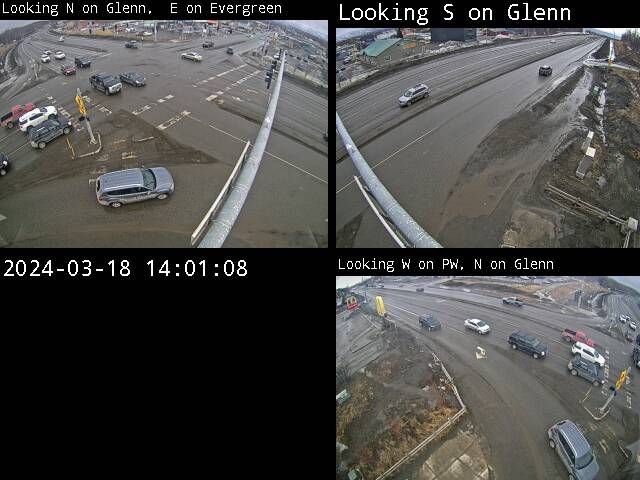 Looking N on Glenn, E on Evergreen
Looking S on Glenn
2024-03-18 14:01:08
Looking W on PW, N on Glenn